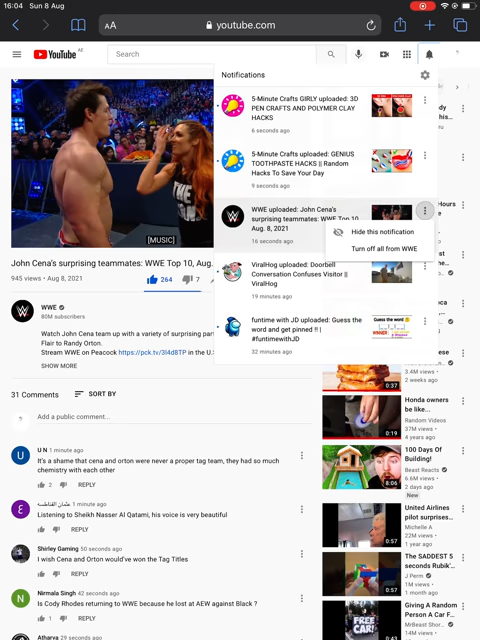 16:04 Sun 8 Aug
AA
youtube.com
YouTube AE
Search
Notifications
5-Minute Crafts GIRLY uploaded: 3D
PEN CRAFTS AND POLYMER CLAY
HACKS
6 seconds ago
5-Minute Crafts uploaded: GENIUS
TOOTHPASTE HACKS || Random
Hacks To Save Your Day
9 seconds ago
WWE uploaded: John Cena's
surprising teammates: WWE Top 10,
Aug. 8, 2021
16 seconds ago
Hide this notification
Turn off all from WWE
ViralHog uploaded: Doorbell
Conversation Confuses Visitor ||
ViralHog
19 minutes ago
funtime with JD uploaded: Guess the
word and get pinned !! |
#funtimewithJD
32 minutes ago
Guess the word
[MUSIC]
John Cena's surprising teammates: WWE Top 10, Aug.
945 views • Aug 8, 2021
264
7
WWE
80M subscribers
Watch John Cena team up with a variety of surprising part
Flair to Randy Orton.
Stream WWE on Peacock https://pck.tv/3l4d8TP in the U.
SHOW MORE
31 Comments
SORT BY
Add a public comment...
U N 1 minute ago
It's a shame that cena and orton were never a proper tag team, they had so much
chemistry with each other
2 REPLY
1 minute ago
Listening to Sheikh Nasser Al Qatami, his voice is very beautiful
REPLY
Shirley Gaming 50 seconds ago
I wish Cena and Orton would've won the Tag Titles
REPLY
Nirmala Singh 42 seconds ago
Is Cody Rhodes returning to WWE because he lost at AEW against Black ?
1 REPLY
Atharva 29 seconds ago
3.4M views •
2 weeks ago
0:37
Honda owners
be like...
Random Videos
37M views •
4 years ago
0:19
100 Days Of
Building!
Beast Reacts
6.6M views •
2 days ago
New
8:06
United Airlines
pilot surprises...
Michelle A
22M views •
1 year ago
0:57
The SADDEST 5
seconds Rubik'...
J Perm
1M views •
1 month ago
0:57
Giving A Random
Person A Car F...
MrBeast Shor...
14M views •
FREE
CAR!
0:43